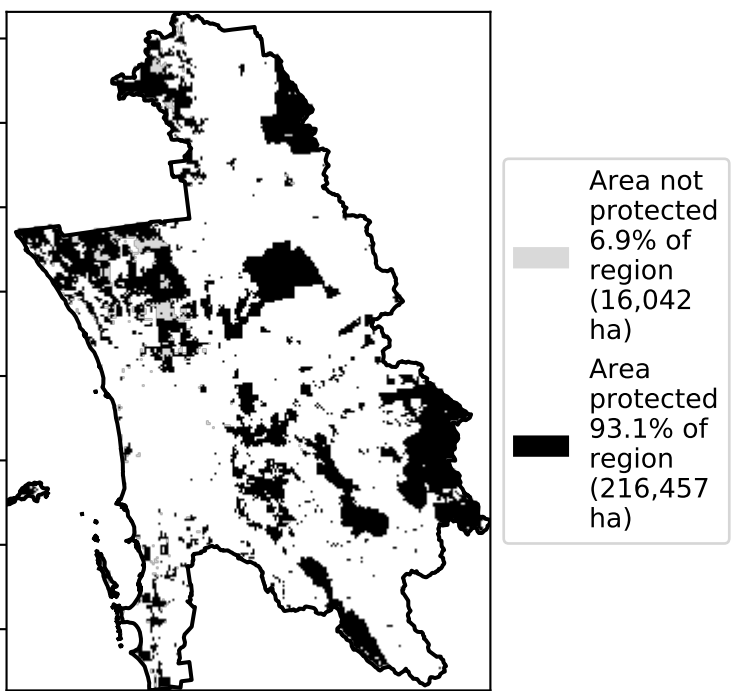 Area not
protected
6.9% of
region
(16,042
ha)
Area
protected
93.1% of
region
(216,457
ha)